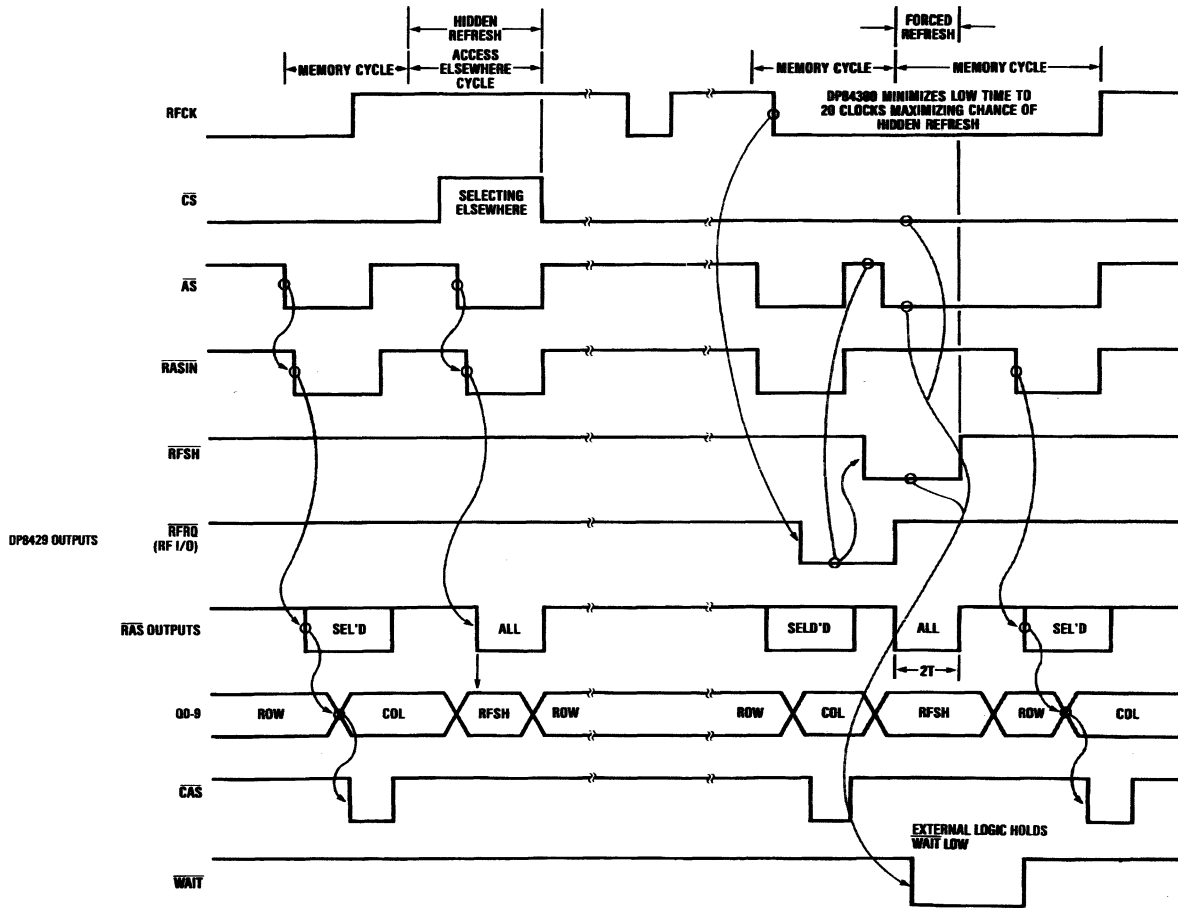 HIDDEN
REFRESH
FORCED
REFRESH
MEMORY CYCLE
ACCESS
ELSEWHERE
CYCLE
MEMORY CYCLE
MEMORY CYCLE
RFCK
DP84300 MINIMIZES LOW TIME TO
20 CLOCKS MAXIMIZING CHANCE OF
HIDDEN REFRESH
CS
SELECTING
ELSEWHERE
AS
RASIN
RFSH
DP8429 OUTPUTS
RFRQ
(RF I/O)
RAS OUTPUTS
SEL'D
ALL
SELD'D
ALL
SEL'D
2T
Q0-9
ROW
COL
RFSH
ROW
ROW
COL
RFSH
ROW
COL
CAS
EXTERNAL LOGIC HOLDS
WAIT LOW
WAIT